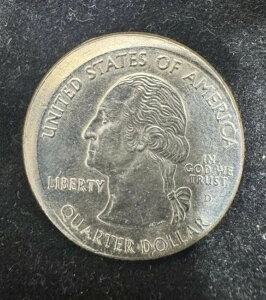 UNITED STATES OF AMERICA
LIBERTY
IN
GOD WE
TRUST
D
QUARTER DOLLAR